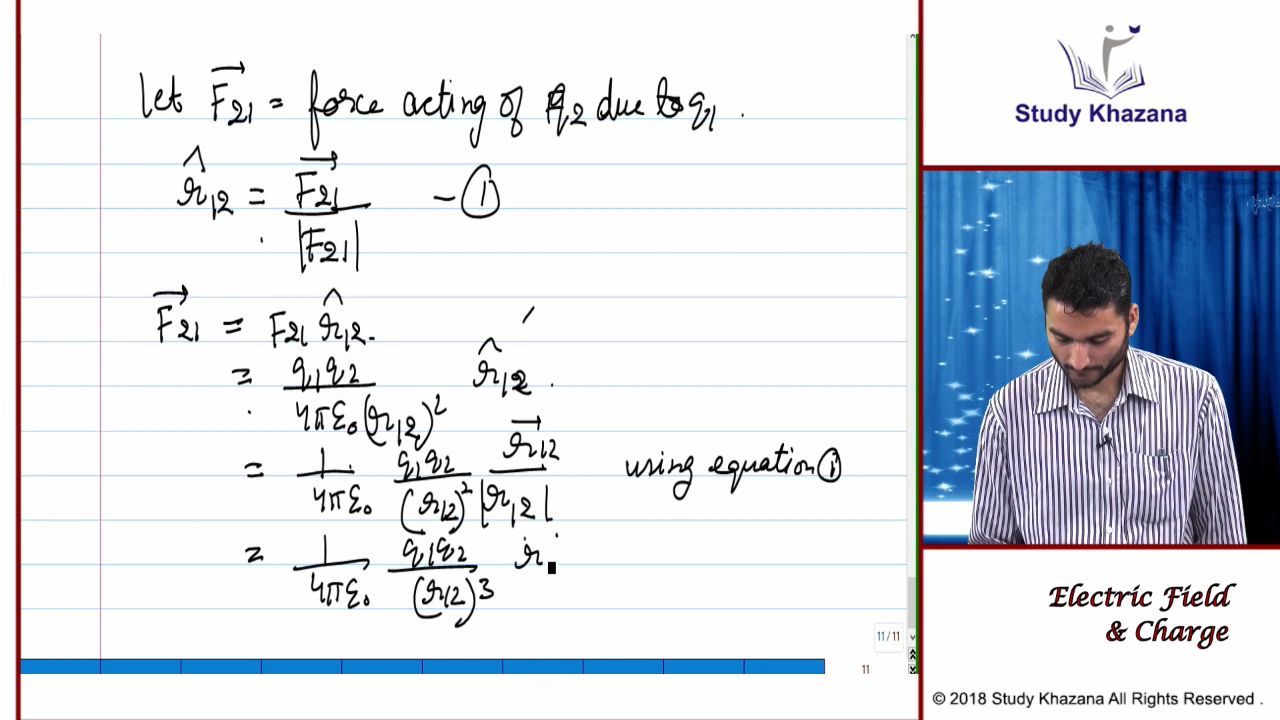 let F⃗21 = force acting of q2 due to q1 .
r̂12 = F⃗21 / |F21| - ①
F⃗21 = F21 r̂12 .
= q1q2 / 4πε0 (r12)² r̂12 .
= 1/4πε0 q1q2/(r12)² r⃗12/|r12| using equation ①
= 1/4πε0 q1q2/(r12)³ r
11/11
11
Study Khazana
Electric Field
& Charge
© 2018 Study Khazana All Rights Reserved .